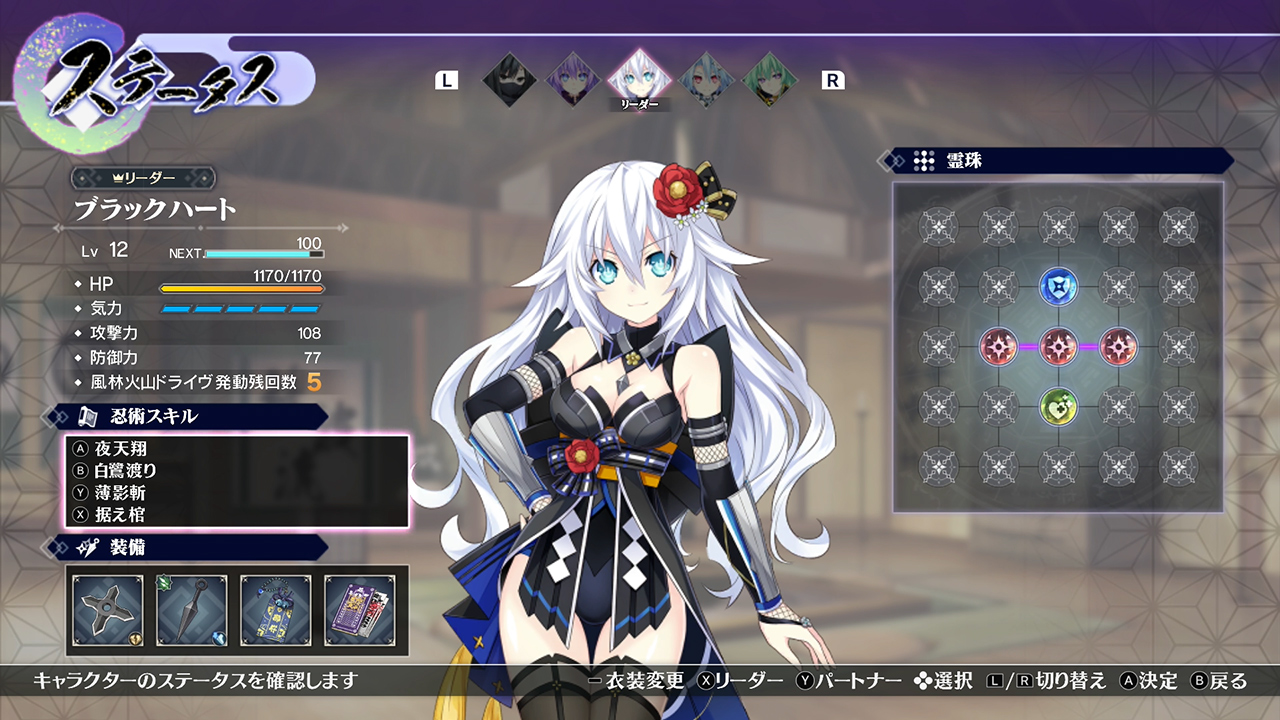 ステータス
L
R
リーダー
リーダー
ブラックハート
Lv 12
NEXT. 100
HP 1170/1170
気力
攻撃力 108
防御力 77
風林火山ドライヴ発動残回数 5
忍術スキル
A 夜天翔
B 白鷺渡り
Y 薄影斬
X 据え棺
装備
霊珠
キャラクターのステータスを確認します
衣装変更 Xリーダー Yパートナー 選択 L/R切り替え A決定 B戻る